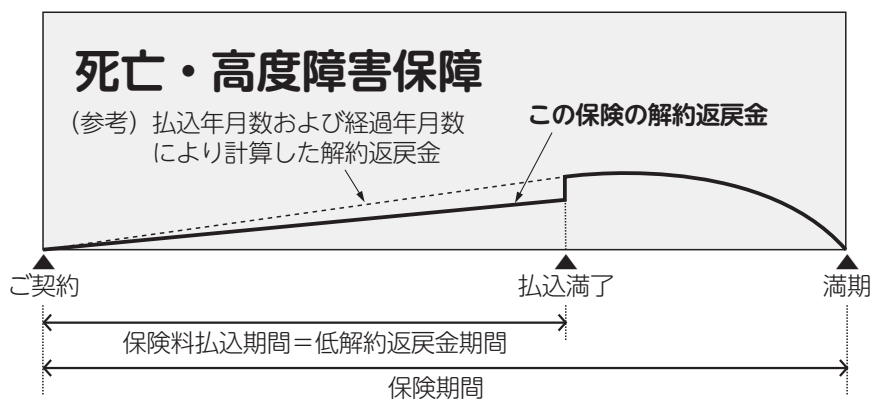 死亡・高度障害保障
(参考) 払込年月数および経過年月数
により計算した解約返戻金
この保険の解約返戻金
ご契約
払込満了
満期
保険料払込期間＝低解約返戻金期間
保険期間